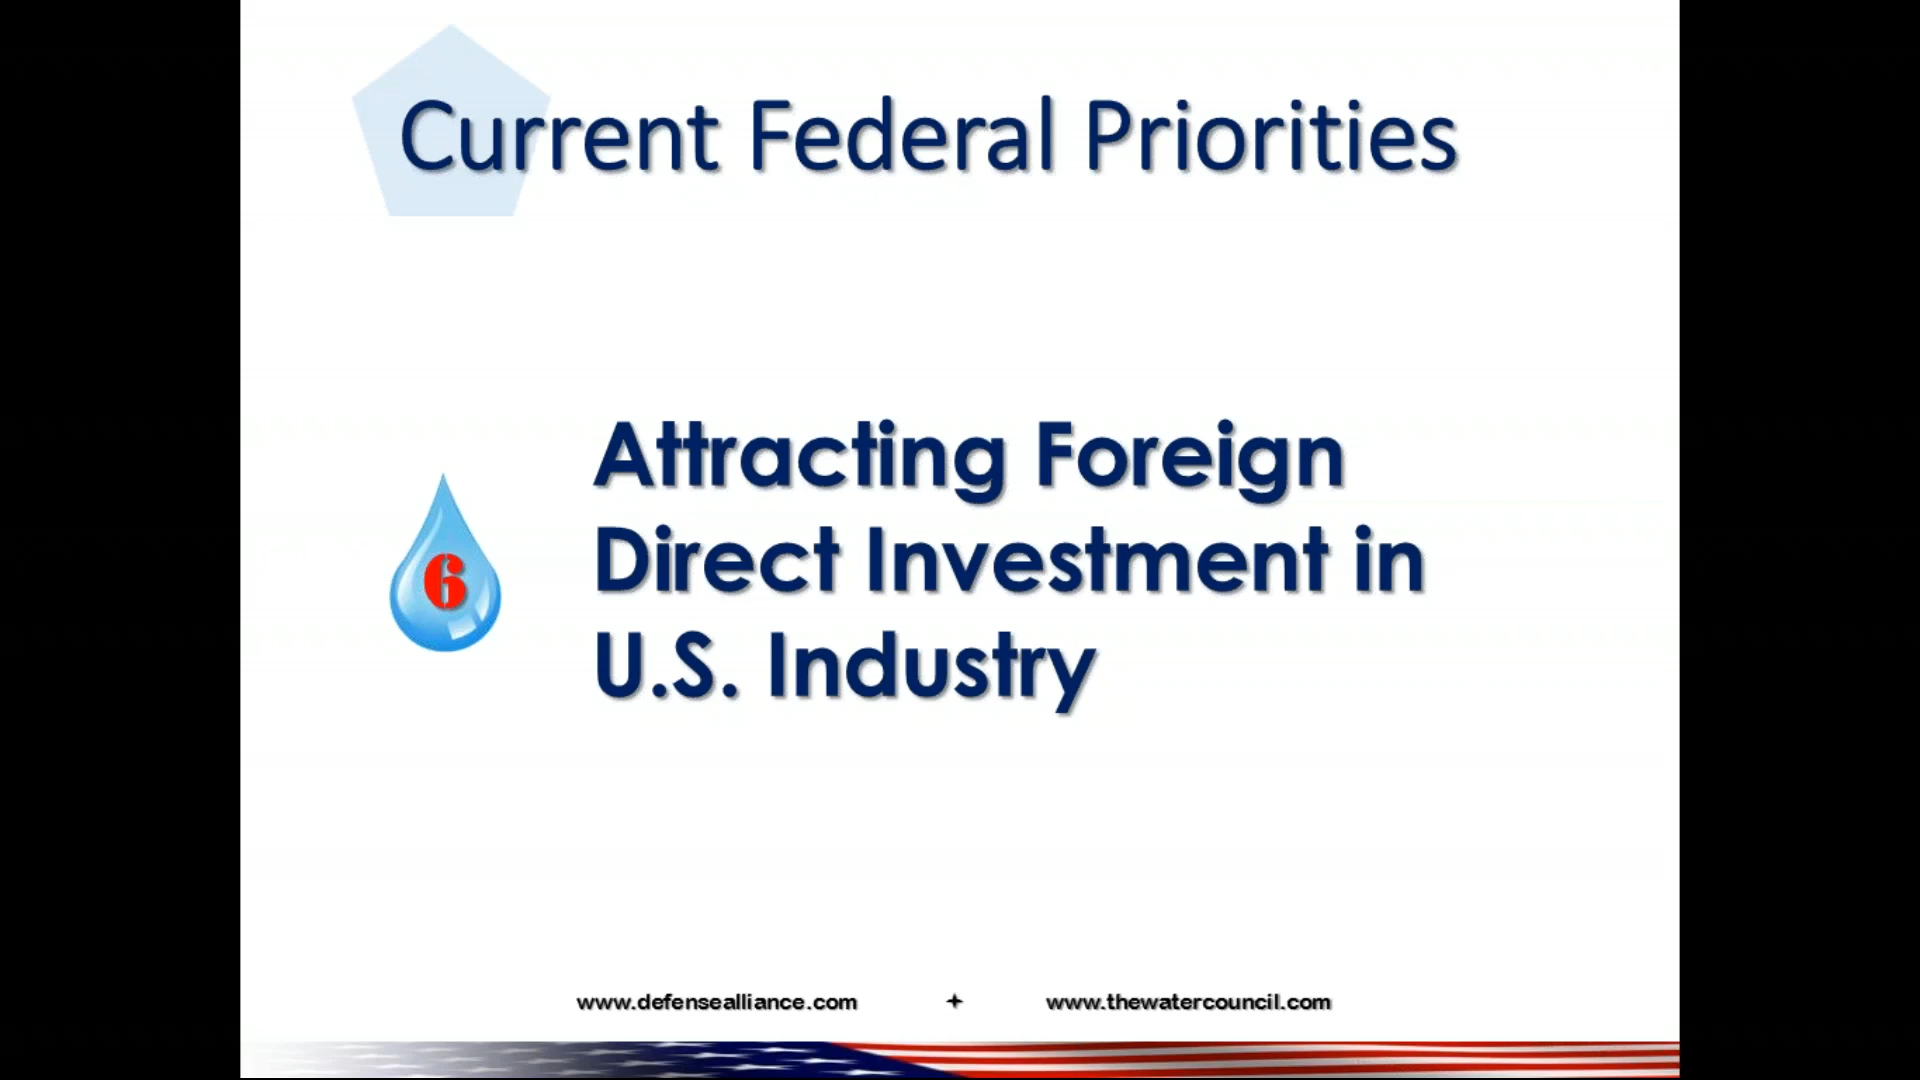 Current Federal Priorities
6
Attracting Foreign
Direct Investment in
U.S. Industry
www.defensealliance.com + www.thewatercouncil.com